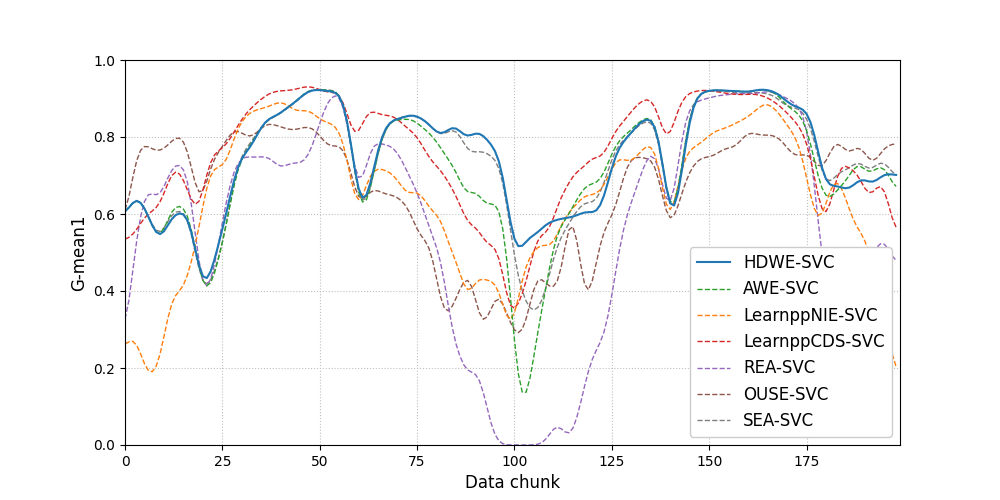 1.0
0.8
0.6
0.4
0.2
0.0
G-mean1
0 25 50 75 100 125 150 175
Data chunk
HDWE-SVC
AWE-SVC
LearnppNIE-SVC
LearnppCDS-SVC
REA-SVC
OUSE-SVC
SEA-SVC